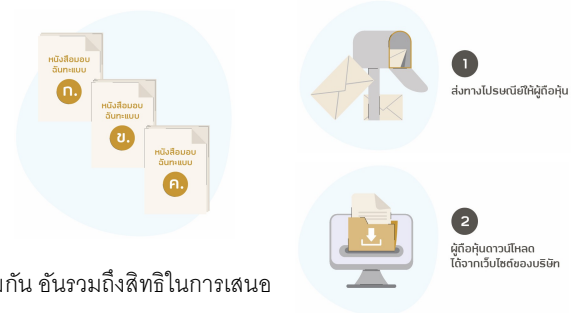 หนังสือมอบ
ฉันทะแบบ
ก.
หนังสือมอบ
ฉันทะแบบ
ข.
หนังสือมอบ
ฉันทะแบบ
ค.
1
ส่งทางไปรษณีย์ให้ผู้ถือหุ้น
2
ผู้ถือหุ้นดาวน์โหลด
ได้จากเว็บไซต์ของบริษัท
อันรวมถึงสิทธิในการเสนอ